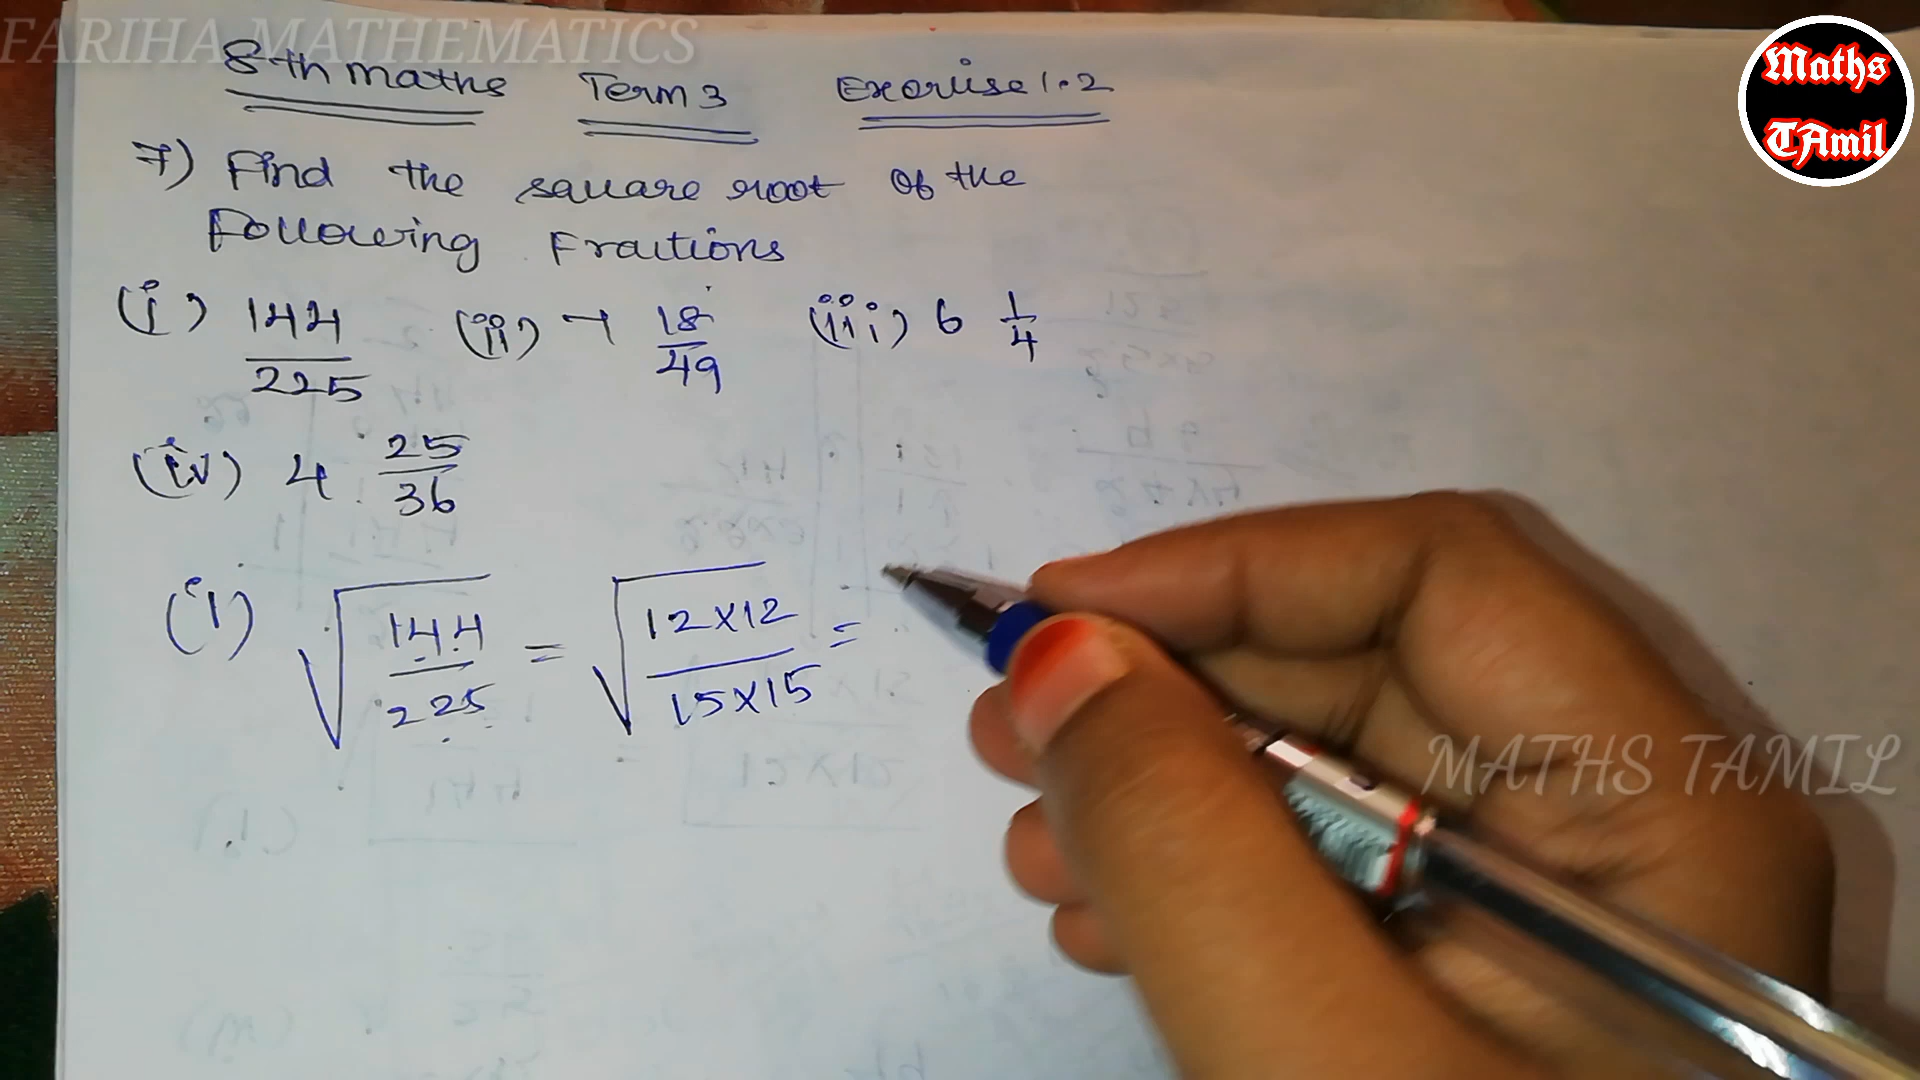 FARIHA MATHEMATICS
8th maths Term 3 Exercise 1.2
Maths
TAmil
7) Find the square root of the
Following Fractions
(i) 144/225 (ii) 7 18/49 (iii) 6 1/4
(iv) 4 25/36
(i) √144/225 = √12×12/15×15 =
MATHS TAMIL